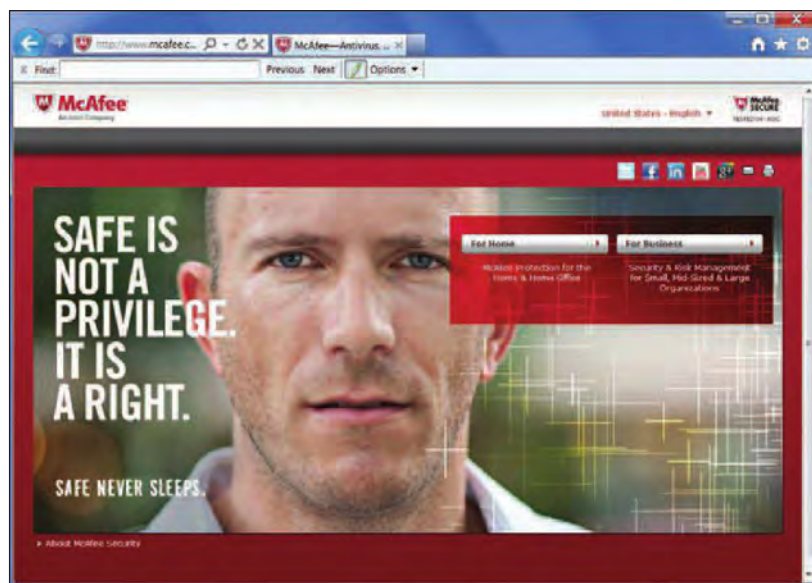 http://www.mcafee.c...
McAfee—Antivirus, ...
x Find:
Previous Next Options
McAfee
An Intel Company
United States - English
McAfee
SECURE
SAFE IS
NOT A
PRIVILEGE.
IT IS
A RIGHT.
SAFE NEVER SLEEPS.
For Home
McAfee Protection for the
Home & Home Office
For Business
Security & Risk Management
for Small, Mid-Sized & Large
Organizations
About McAfee Security